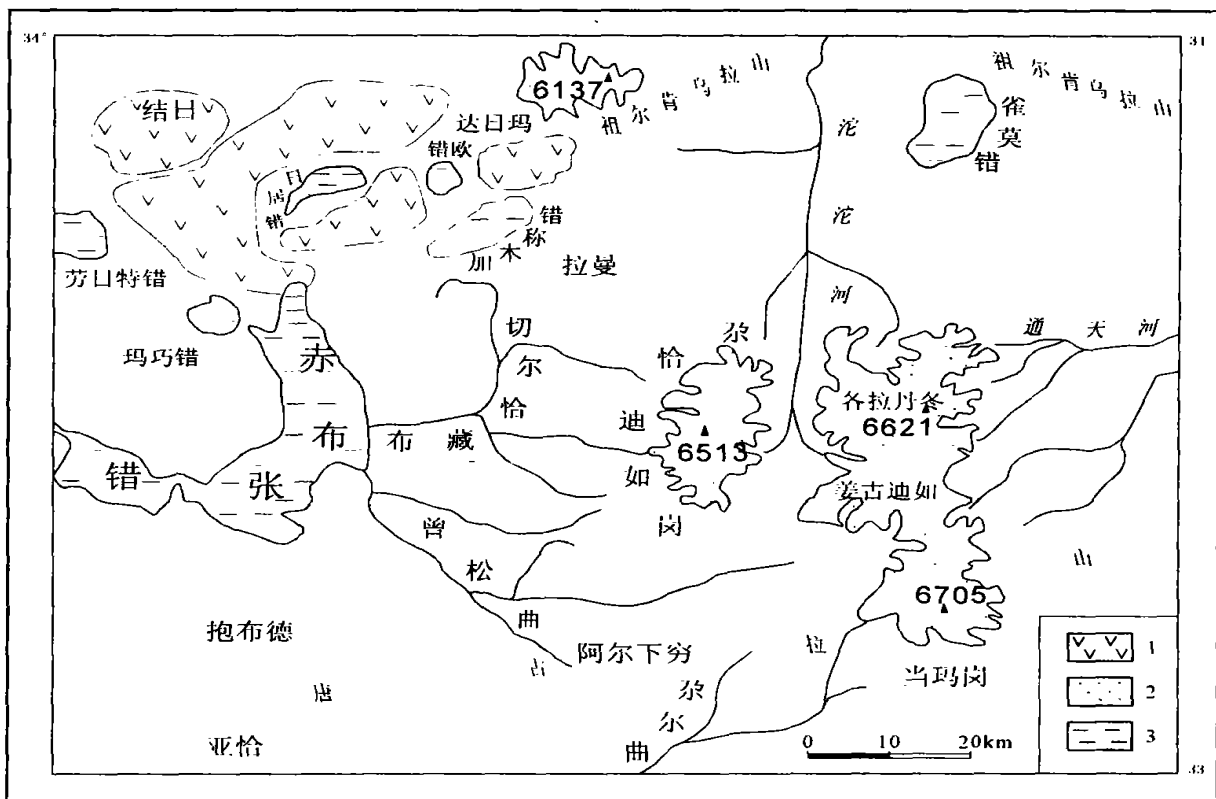 34°
6137
祖尔肯乌拉山
祖尔肯乌拉山
结日
达日玛
错欧
日居错
雀莫错
沱沱河
加木称错
拉曼
劳日特错
玛巧错
切尔恰藏布
尕恰迪如岗
通天河
各拉丹冬
6621
6513
赤布张错
姜古迪如
曾松曲
6705
抱布德
阿尔下穷
唐古拉山
当玛岗
尕尔曲
亚恰
1
2
3
0 10 20km
33